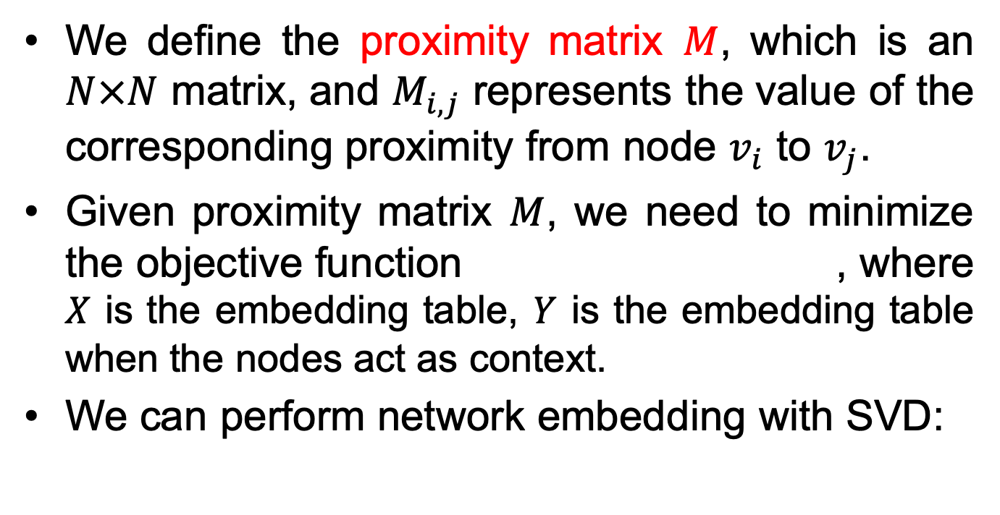 • We define the proximity matrix M, which is an
N×N matrix, and M_{i,j} represents the value of the
corresponding proximity from node v_i to v_j.
• Given proximity matrix M, we need to minimize
the objective function , where
X is the embedding table, Y is the embedding table
when the nodes act as context.
• We can perform network embedding with SVD: